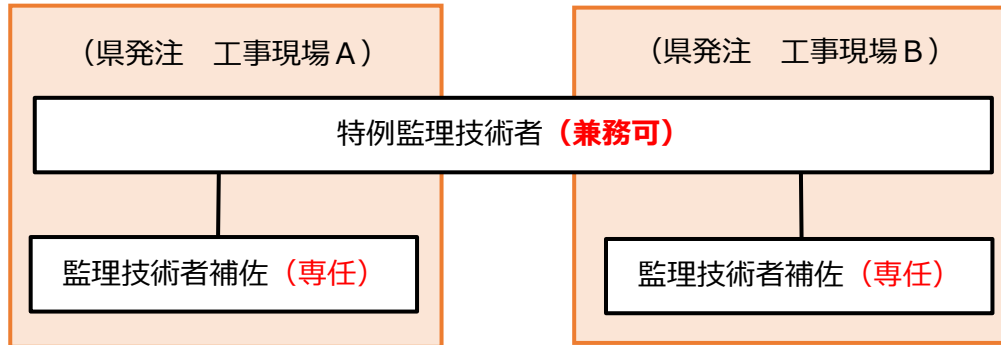 （県発注　工事現場Ａ）
（県発注　工事現場Ｂ）
特例監理技術者（兼務可）
監理技術者補佐（専任）
監理技術者補佐（専任）